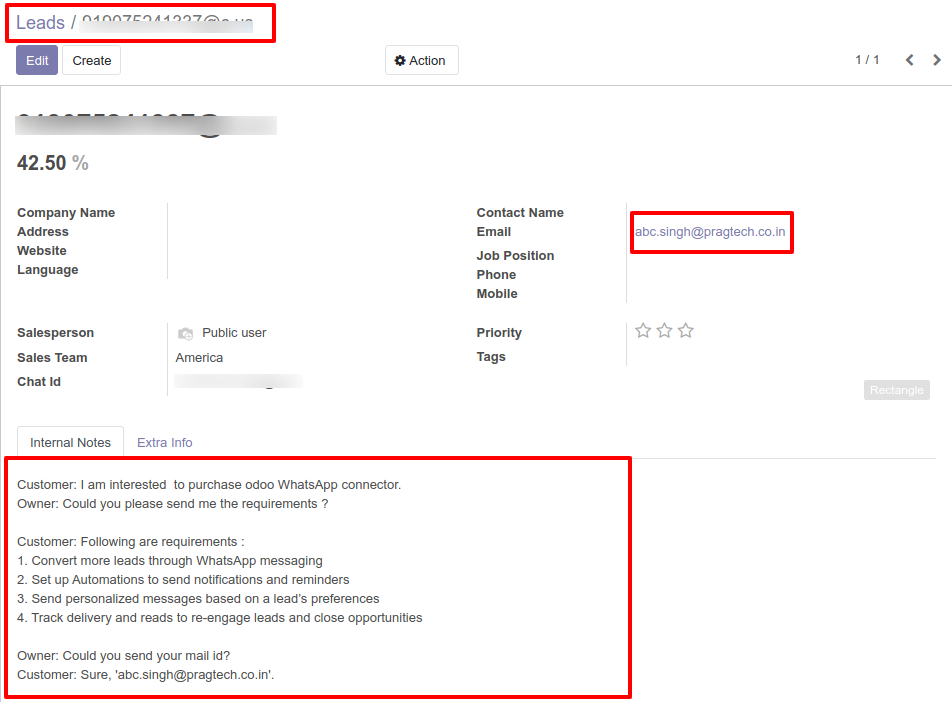 Leads /
Edit Create Action 1 / 1
42.50 %
Company Name
Address
Website
Language
Contact Name
Email abc.singh@pragtech.co.in
Job Position
Phone
Mobile
Salesperson Public user
Sales Team America
Chat Id
Priority
Tags
Rectangle
Internal Notes Extra Info
Customer: I am interested  to purchase odoo WhatsApp connector.
Owner: Could you please send me the requirements ?
Customer: Following are requirements :
1. Convert more leads through WhatsApp messaging
2. Set up Automations to send notifications and reminders
3. Send personalized messages based on a lead's preferences
4. Track delivery and reads to re-engage leads and close opportunities
Owner: Could you send your mail id?
Customer: Sure, 'abc.singh@pragtech.co.in'.